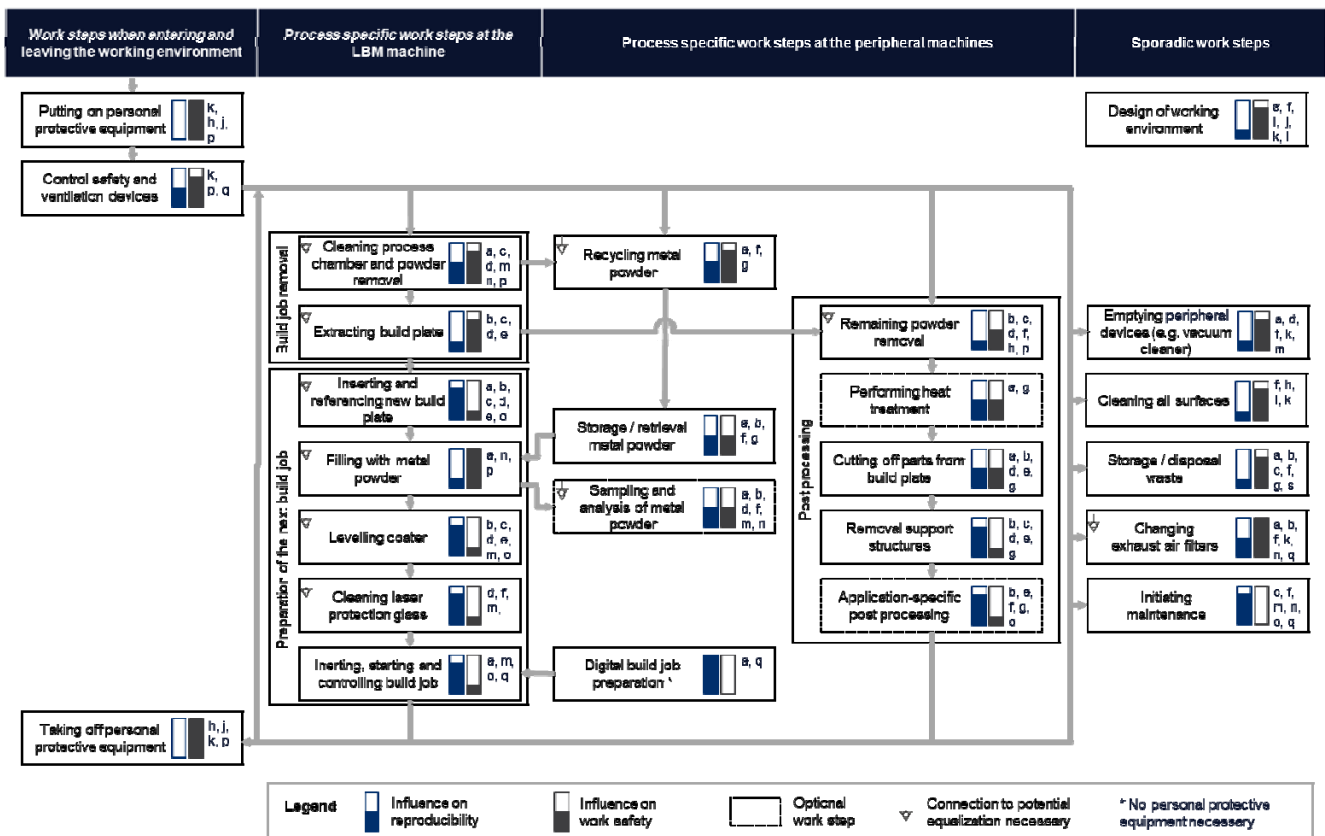 Work steps when entering and
leaving the working environment
Process specific work steps at the
LBM machine
Process specific work steps at the peripheral machines
Sporadic work steps
Putting on personal
protective equipment
k,
h, j,
p
Control safety and
ventilation devices
k,
p, q
Design of working
environment
e, f,
i, j,
k, l
Build job removal
Cleaning process
chamber and powder
removal
a, c,
d, m
n, p
Extracting build plate
b, c,
d, e
Recycling metal
powder
e, f,
g
Preparation of the next build job
Inserting and
referencing new build
plate
a, b,
c, d,
e, o
Filling with metal
powder
e, n,
p
Levelling coater
b, c,
d, e,
m, o
Cleaning laser
protection glass
d, f,
m,
Inerting, starting and
controlling build job
e, m,
o, q
Storage / retrieval
metal powder
e, b,
f, g
Sampling and
analysis of metal
powder
a, b,
d, f,
m, n
Digital build job
preparation *
e, q
Post processing
Remaining powder
removal
b, c,
d, f,
h, p
Performing heat
treatment
e, g
Cutting off parts from
build plate
a, b,
d, e,
g
Removal support
structures
b, c,
d, e,
g
Application-specific
post processing
b, e,
f, g,
o
Emptying peripheral
devices (e.g. vacuum
cleaner)
a, d,
f, k,
m
Cleaning all surfaces
f, h,
i, k
Storage / disposal
waste
a, b,
c, f,
g, s
Changing
exhaust air filters
a, b,
f, k,
n, q
Initiating
maintenance
c, f,
m, n,
o, q
Taking off personal
protective equipment
h, j,
k, p
Legend
Influence on
reproducibility
Influence on
work safety
Optional
work step
Connection to potential
equalization necessary
* No personal protective
equipment necessary